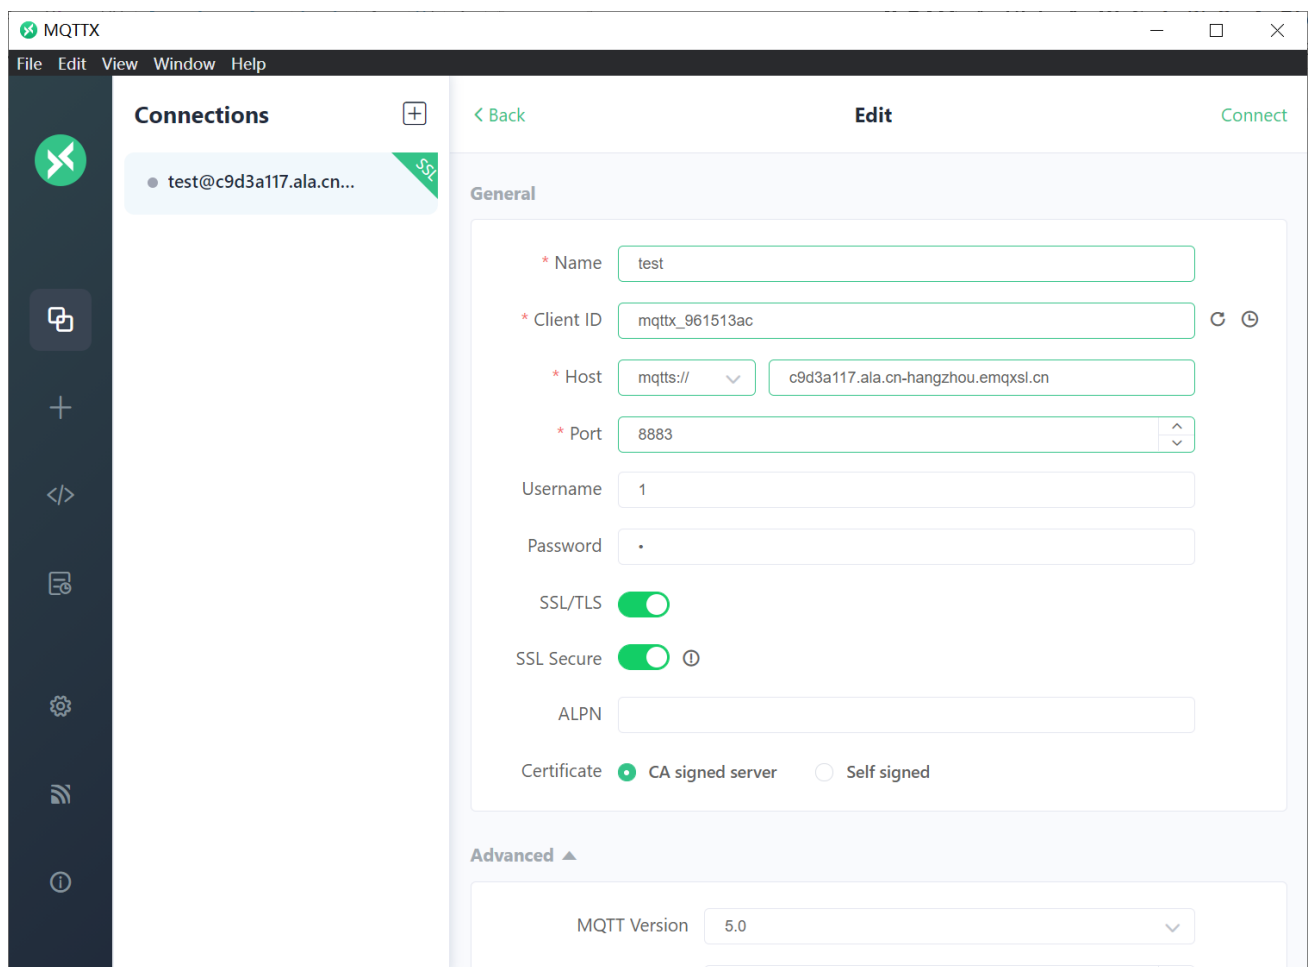 MQTTX
File Edit View Window Help
Connections
Back
Edit
Connect
test@c9d3a117.ala.cn...
SSL
General
* Name test
* Client ID mqttx_961513ac
* Host mqtts:// c9d3a117.ala.cn-hangzhou.emqxsl.cn
* Port 8883
Username 1
Password •
SSL/TLS
SSL Secure
ALPN
Certificate CA signed server Self signed
Advanced
MQTT Version 5.0